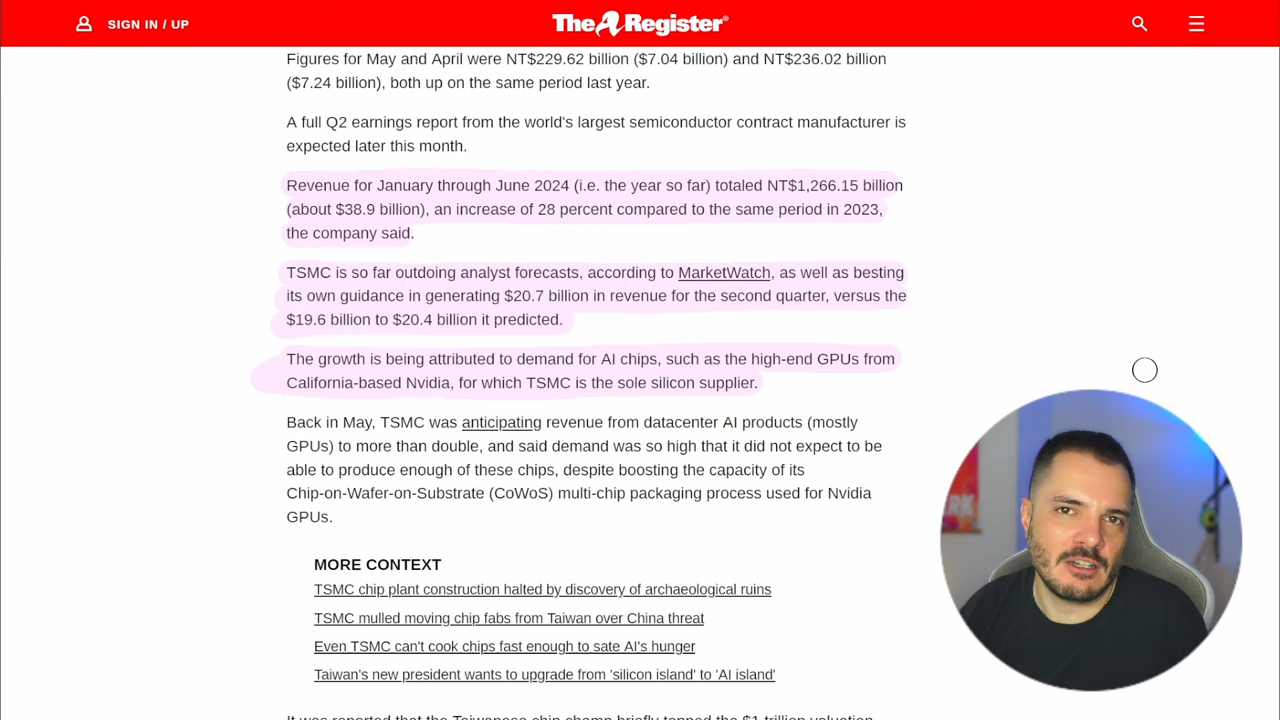 SIGN IN / UP
The Register®
Figures for May and April were NT$229.62 billion ($7.04 billion) and NT$236.02 billion
($7.24 billion), both up on the same period last year.
A full Q2 earnings report from the world's largest semiconductor contract manufacturer is
expected later this month.
Revenue for January through June 2024 (i.e. the year so far) totaled NT$1,266.15 billion
(about $38.9 billion), an increase of 28 percent compared to the same period in 2023,
the company said.
TSMC is so far outdoing analyst forecasts, according to MarketWatch, as well as besting
its own guidance in generating $20.7 billion in revenue for the second quarter, versus the
$19.6 billion to $20.4 billion it predicted.
The growth is being attributed to demand for AI chips, such as the high-end GPUs from
California-based Nvidia, for which TSMC is the sole silicon supplier.
Back in May, TSMC was anticipating revenue from datacenter AI products (mostly
GPUs) to more than double, and said demand was so high that it did not expect to be
able to produce enough of these chips, despite boosting the capacity of its
Chip-on-Wafer-on-Substrate (CoWoS) multi-chip packaging process used for Nvidia
GPUs.
MORE CONTEXT
TSMC chip plant construction halted by discovery of archaeological ruins
TSMC mulled moving chip fabs from Taiwan over China threat
Even TSMC can't cook chips fast enough to sate AI's hunger
Taiwan's new president wants to upgrade from 'silicon island' to 'AI island'
It was reported that the Taiwanese chip champ briefly topped the $1 trillion valuation